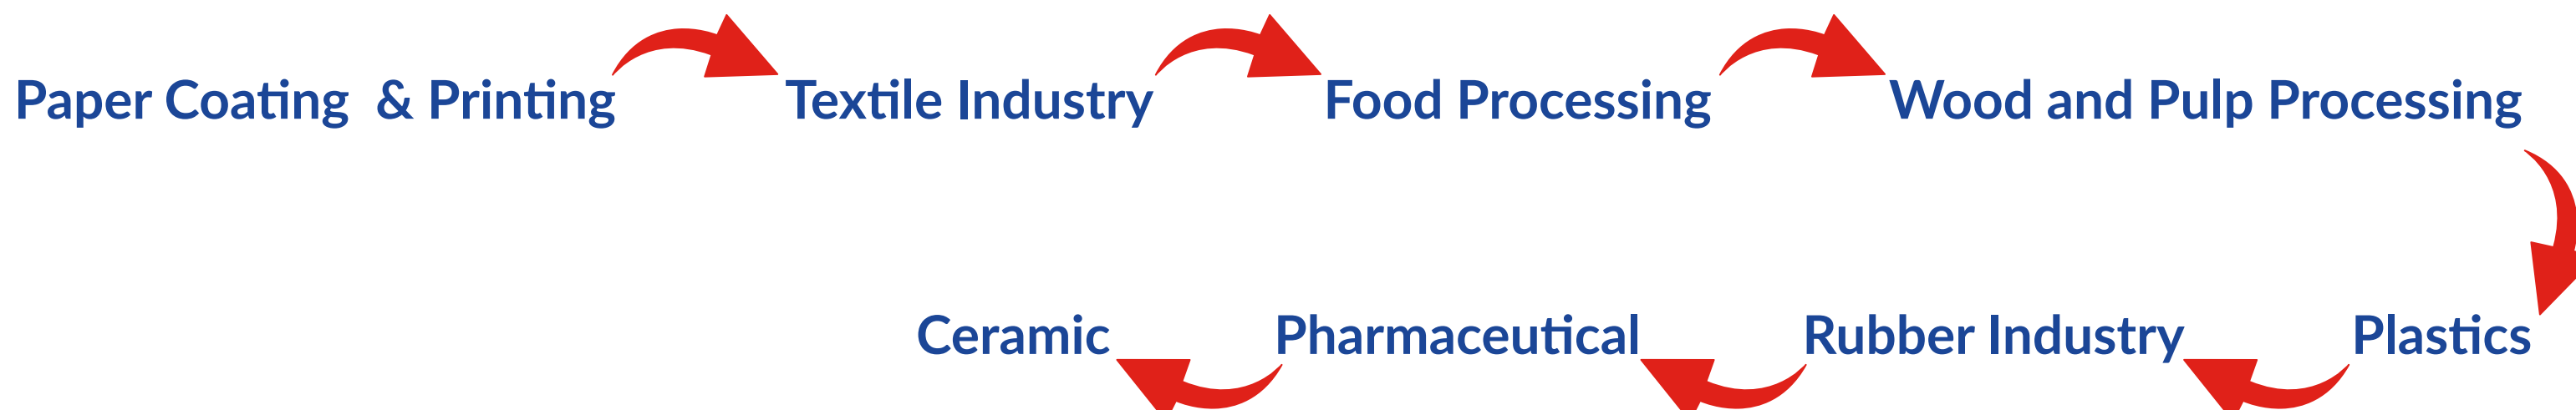 Paper Coating & Printing Textile Industry Food Processing Wood and Pulp Processing
Ceramic Pharmaceutical Rubber Industry Plastics